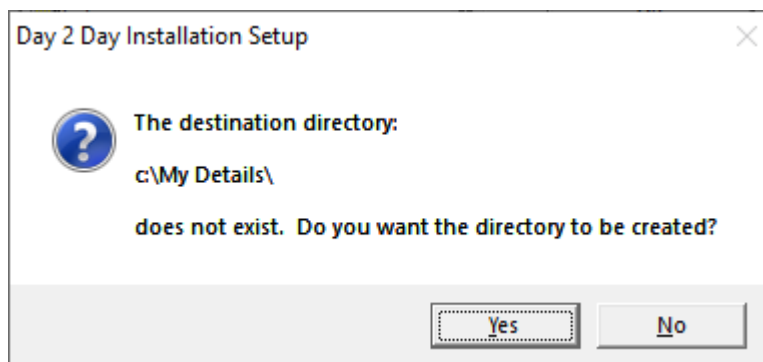 Day 2 Day Installation Setup
The destination directory:
c:\My Details\
does not exist.  Do you want the directory to be created?
Yes
No